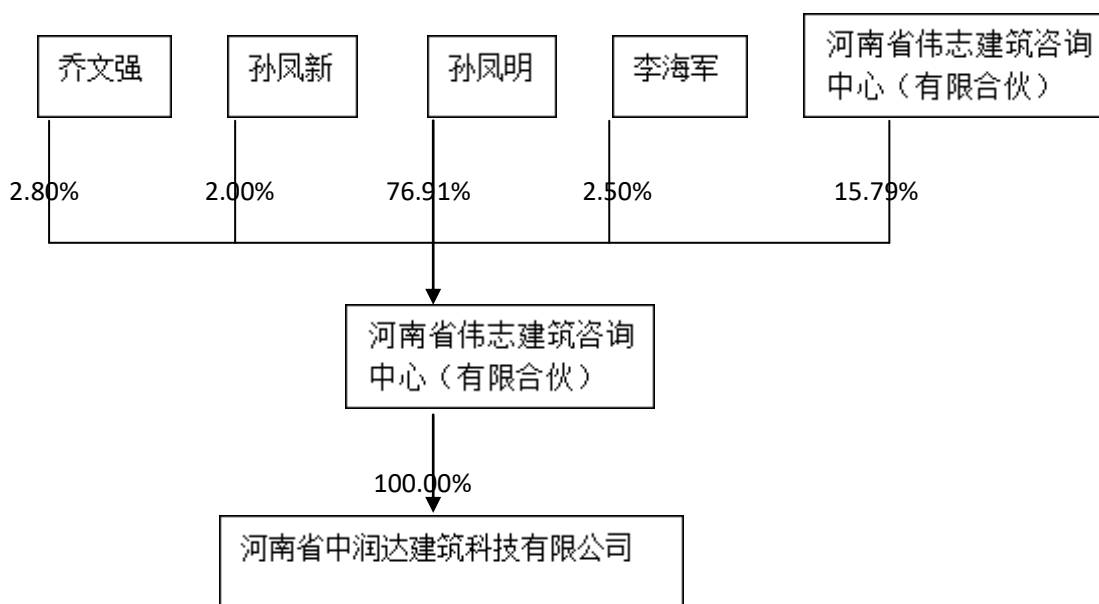 乔文强
孙凤新
孙凤明
李海军
河南省伟志建筑咨询
中心（有限合伙）
2.80%
2.00%
76.91%
2.50%
15.79%
河南省伟志建筑咨询
中心（有限合伙）
100.00%
河南省中润达建筑科技有限公司